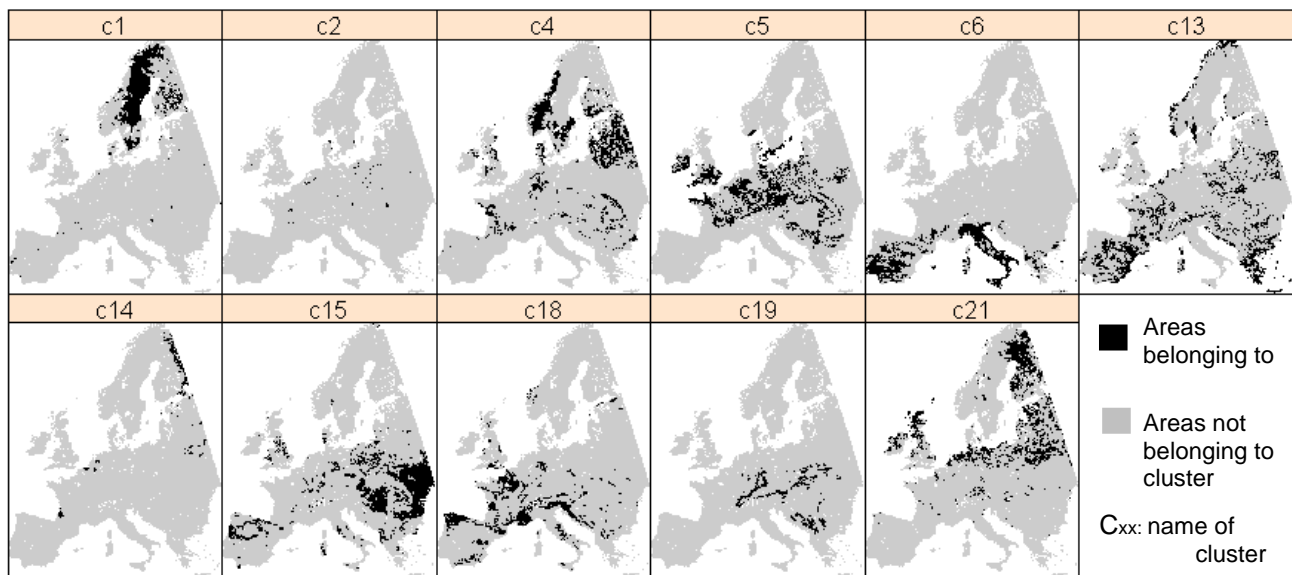 c1 c2 c4 c5 c6 c13
c14 c15 c18 c19 c21
Areas
belonging to
Areas not
belonging to
cluster
Cxx: name of
cluster